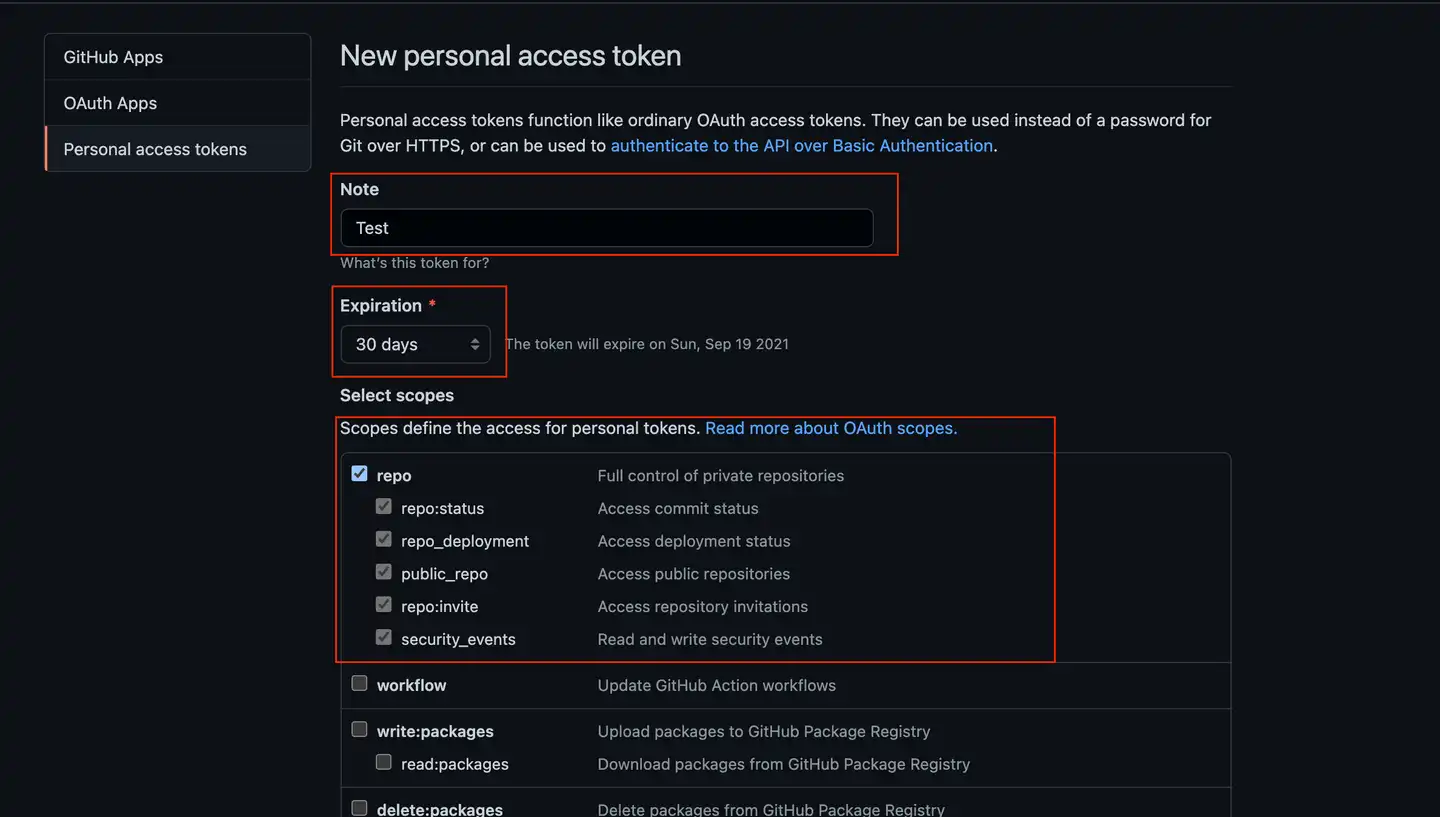 GitHub Apps
OAuth Apps
Personal access tokens
New personal access token
Personal access tokens function like ordinary OAuth access tokens. They can be used instead of a password for
Git over HTTPS, or can be used to authenticate to the API over Basic Authentication.
Note
Test
What's this token for?
Expiration *
30 days The token will expire on Sun, Sep 19 2021
Select scopes
Scopes define the access for personal tokens. Read more about OAuth scopes.
repo Full control of private repositories
repo:status Access commit status
repo_deployment Access deployment status
public_repo Access public repositories
repo:invite Access repository invitations
security_events Read and write security events
workflow Update GitHub Action workflows
write:packages Upload packages to GitHub Package Registry
read:packages Download packages from GitHub Package Registry
delete:packages Delete packages from GitHub Package Registry